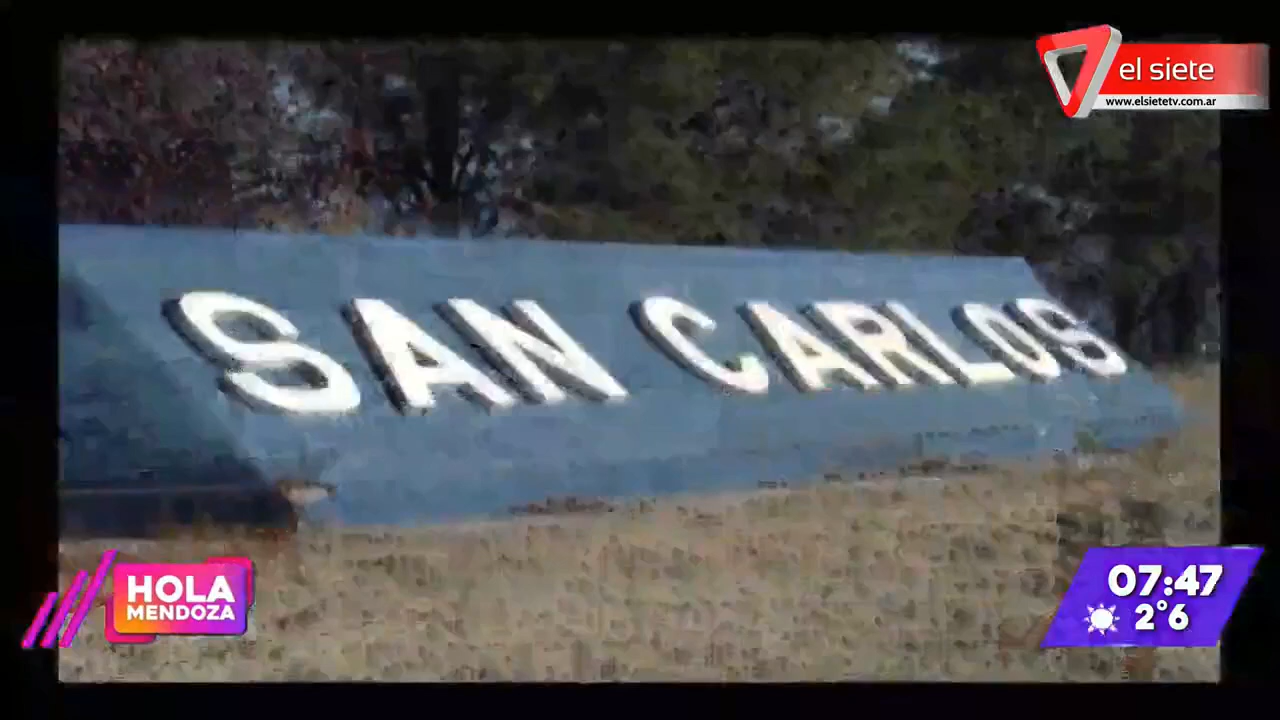 el siete
www.elsietetv.com.ar
SAN CARLOS
HOLA
MENDOZA
07:47
2°6